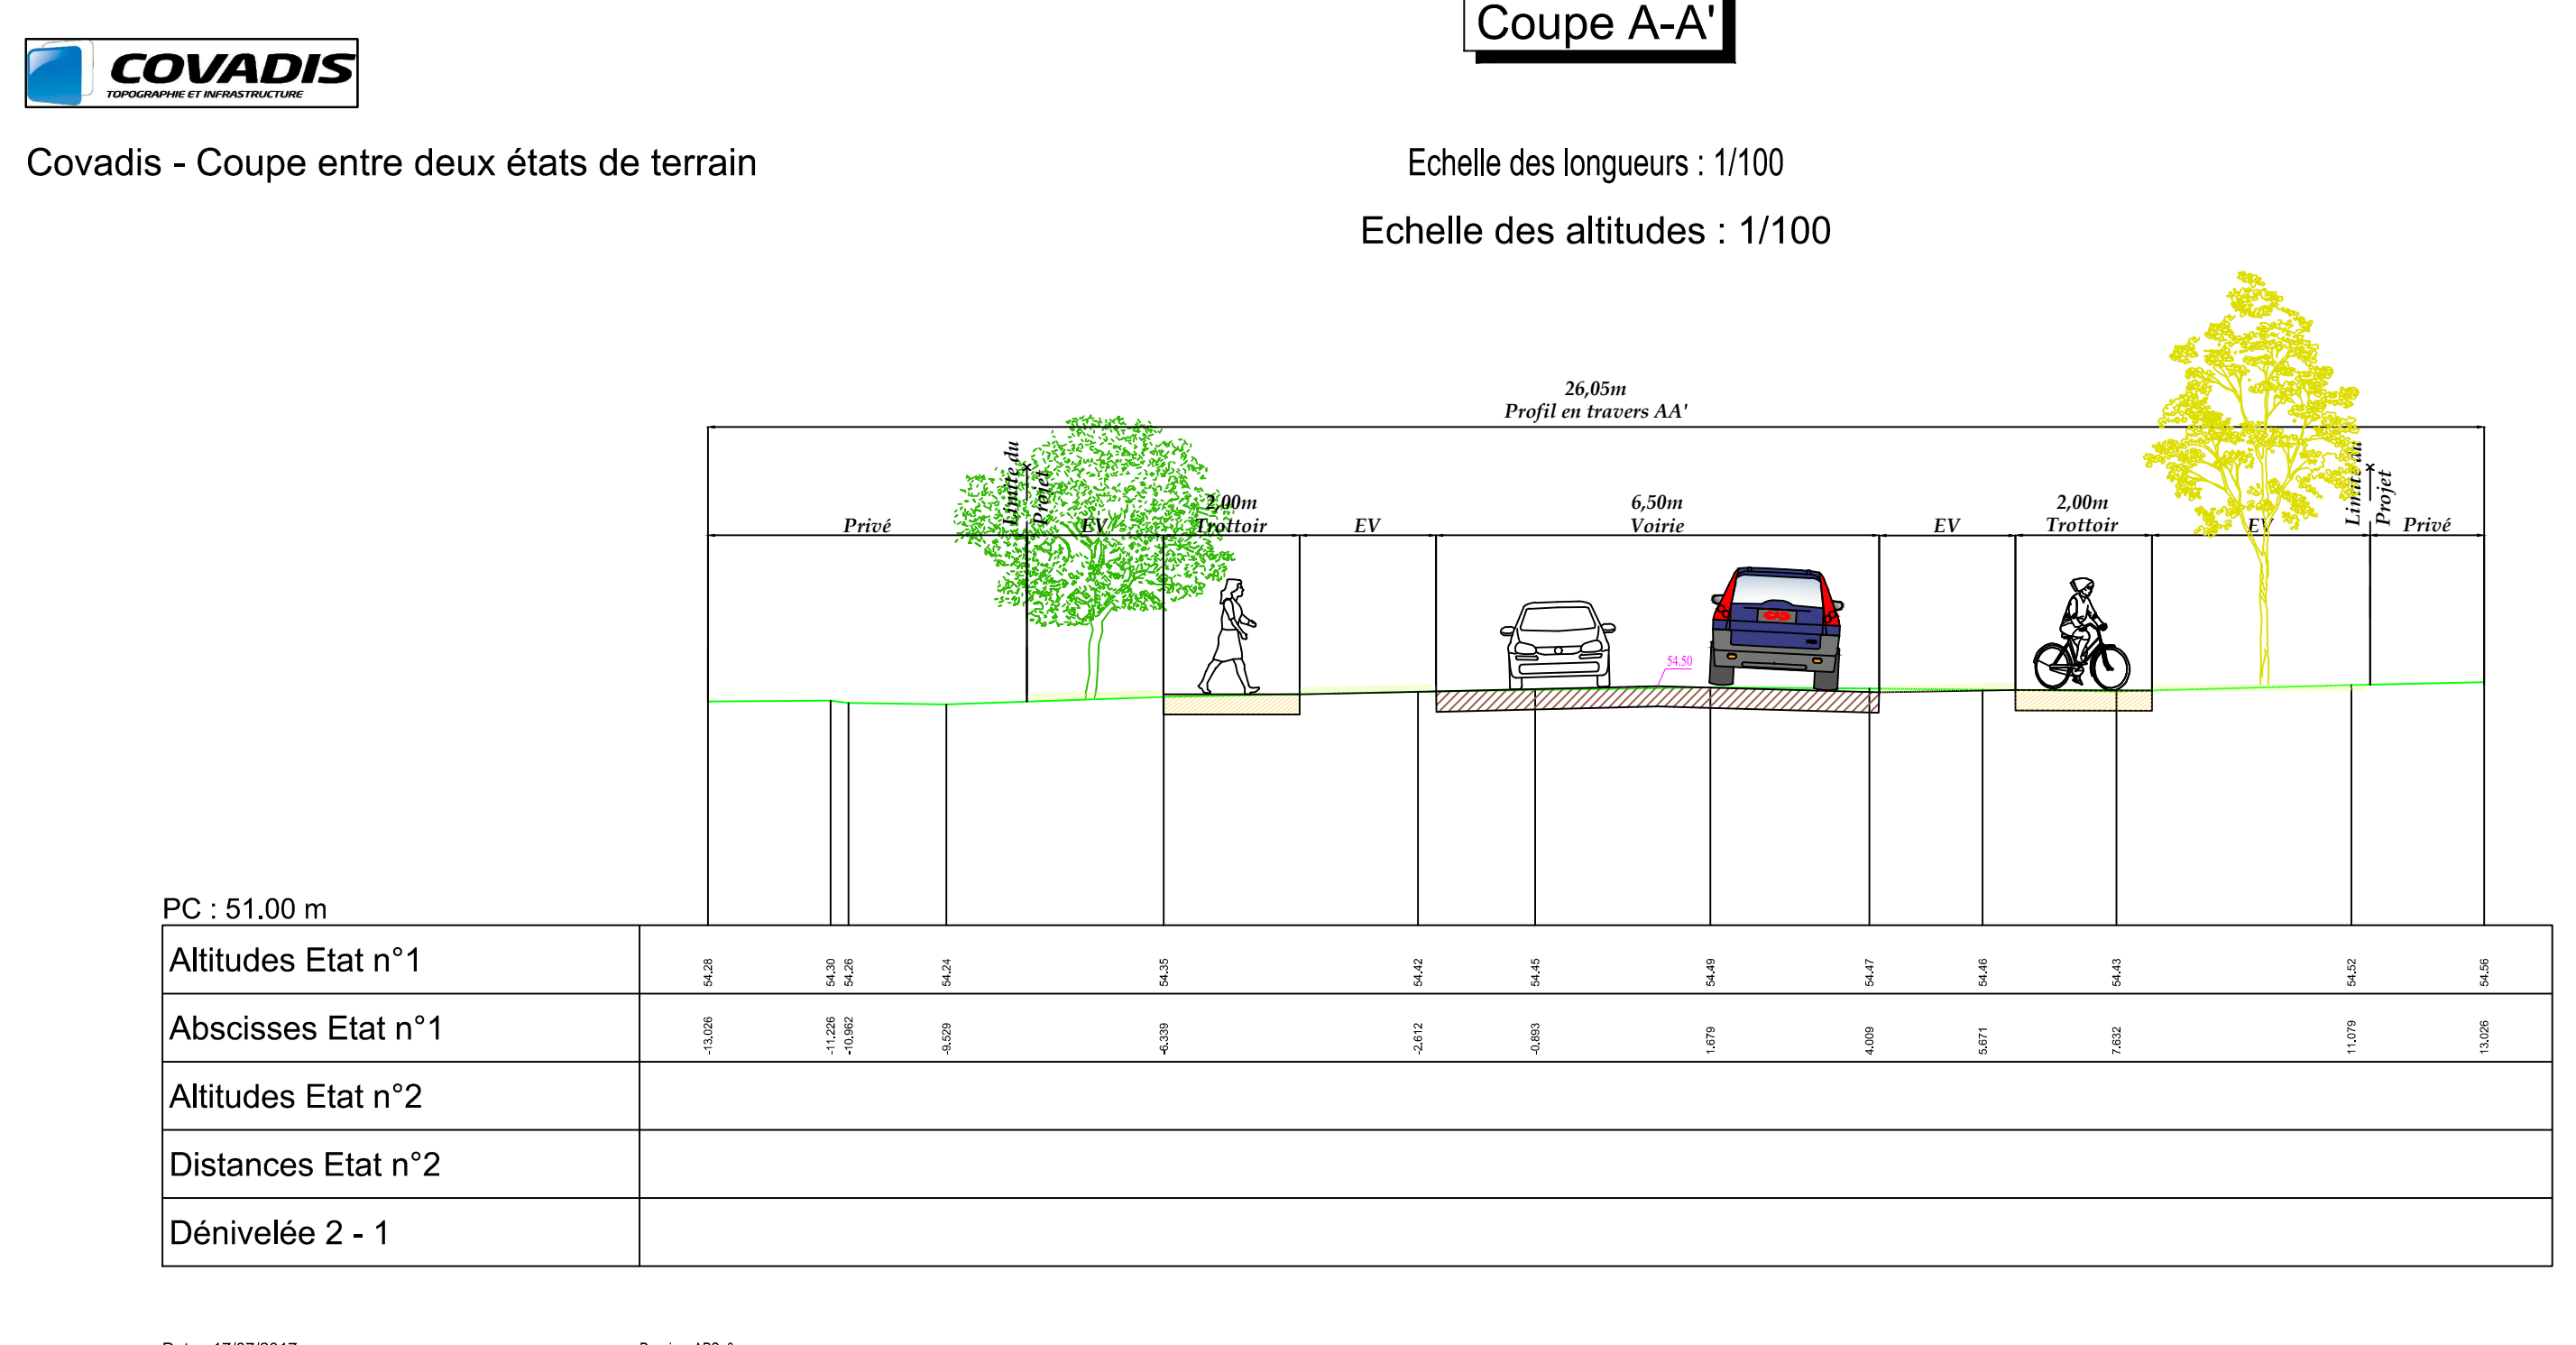 Coupe A-A'
COVADIS
TOPOGRAPHIE ET INFRASTRUCTURE
Covadis - Coupe entre deux états de terrain
Echelle des longueurs : 1/100
Echelle des altitudes : 1/100
26,05m
Profil en travers AA'
Limite du
Projet
Limite du
Projet
2,00m
6,50m
2,00m
Privé
EV
Trottoir
EV
Voirie
EV
Trottoir
EV
Privé
54.50
PC : 51.00 m
Altitudes Etat n°1
54.28 54.30 54.26 54.24 54.35 54.42 54.45 54.49 54.47 54.46 54.43 54.52 54.56
Abscisses Etat n°1
-13.026 -11.226 -10.962 -9.529 -6.339 -2.612 -0.893 1.679 4.009 5.671 7.632 11.079 13.026
Altitudes Etat n°2
Distances Etat n°2
Dénivelée 2 - 1